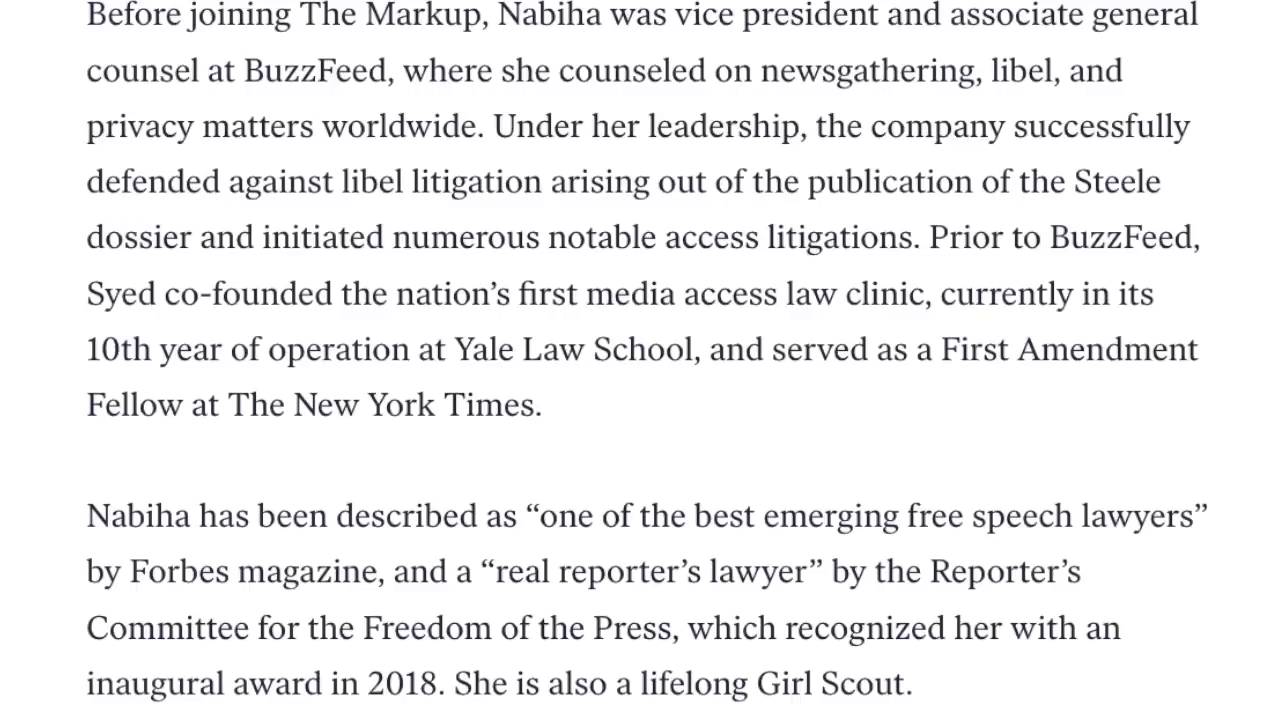 Before joining The Markup, Nabiha was vice president and associate general
counsel at BuzzFeed, where she counseled on newsgathering, libel, and
privacy matters worldwide. Under her leadership, the company successfully
defended against libel litigation arising out of the publication of the Steele
dossier and initiated numerous notable access litigations. Prior to BuzzFeed,
Syed co-founded the nation’s first media access law clinic, currently in its
10th year of operation at Yale Law School, and served as a First Amendment
Fellow at The New York Times.
Nabiha has been described as “one of the best emerging free speech lawyers”
by Forbes magazine, and a “real reporter’s lawyer” by the Reporter’s
Committee for the Freedom of the Press, which recognized her with an
inaugural award in 2018. She is also a lifelong Girl Scout.